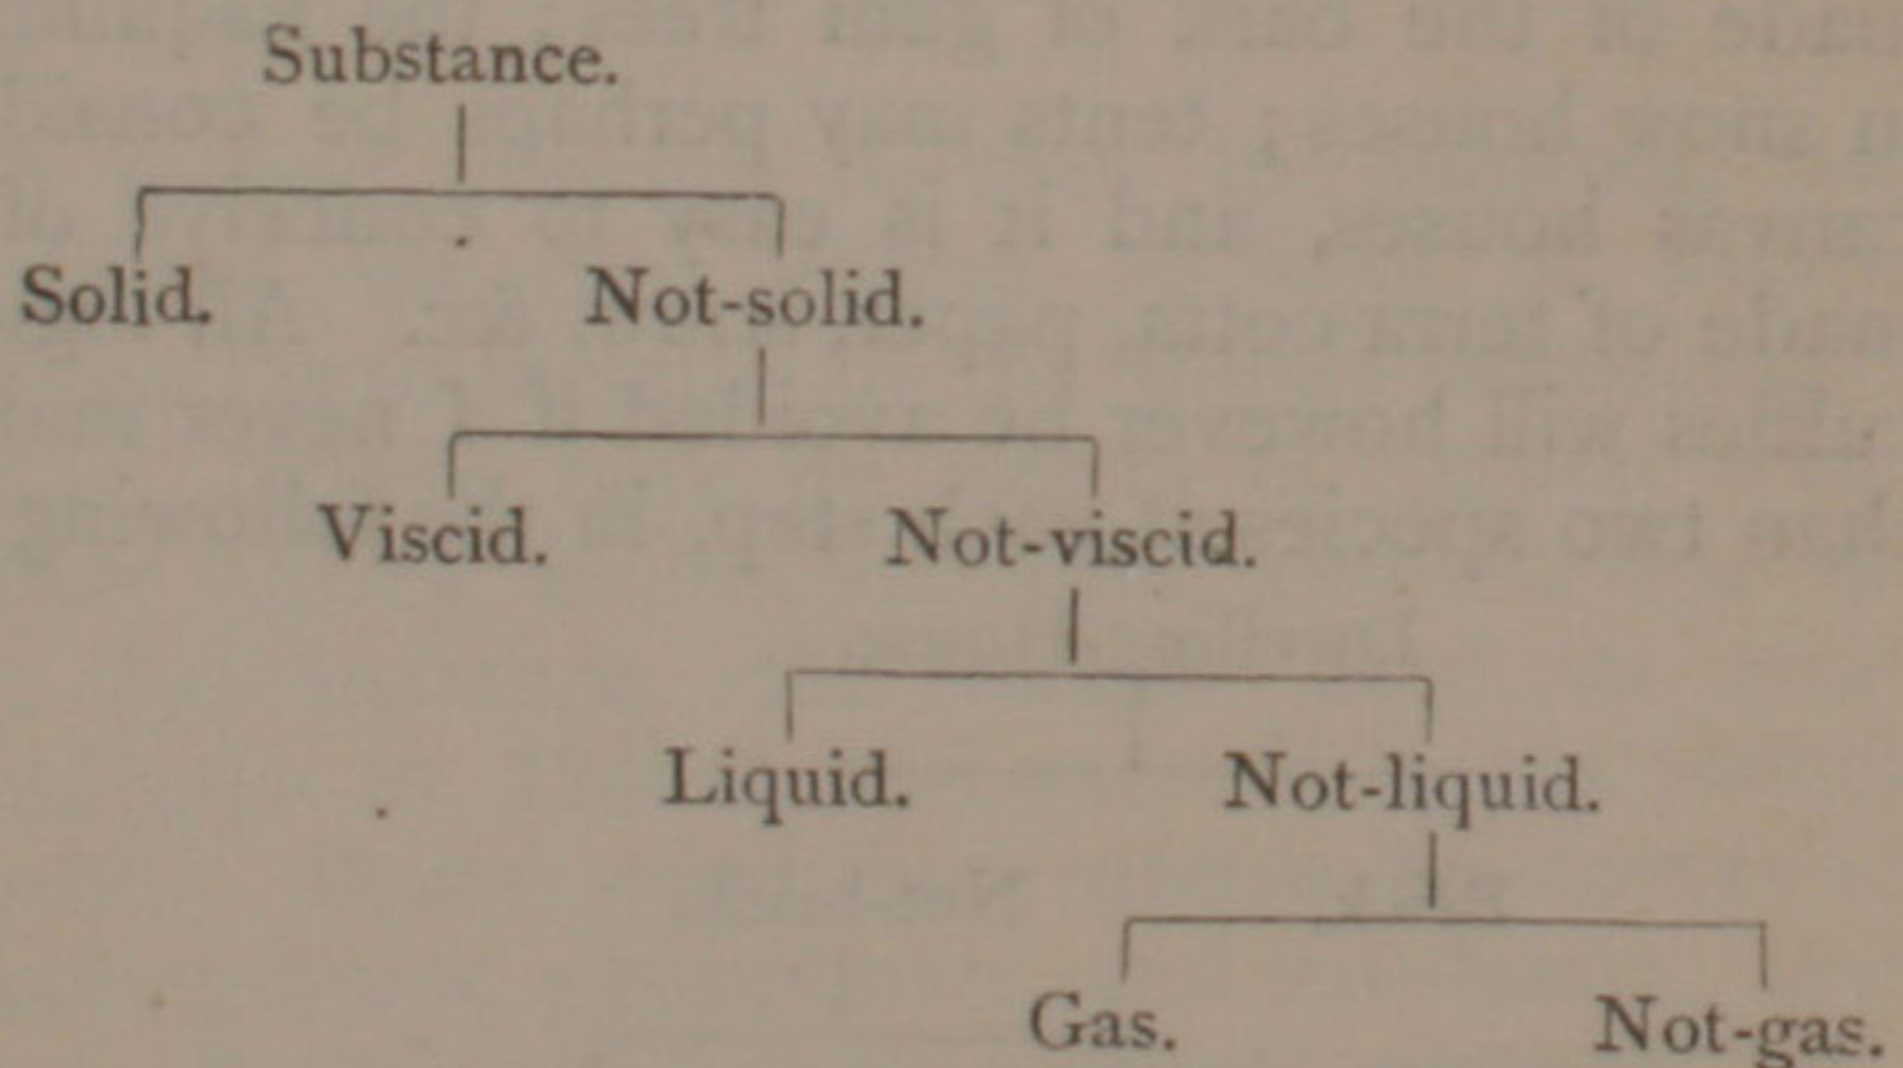 Substance.
Solid. Not-solid.
Viscid. Not-viscid.
Liquid. Not-liquid.
Gas. Not-gas.